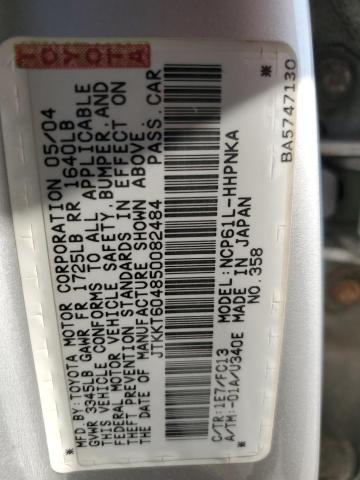 TOYOTA
MFD.BY:TOYOTA MOTOR CORPORATION 05/04
GVWR 3345LB GAWR FR 1725LB RR 1640LB
THIS VEHICLE CONFORMS TO ALL APPLICABLE
FEDERAL MOTOR VEHICLE SAFETY,BUMPER,AND
THEFT PREVENTION STANDARDS IN EFFECT ON
THE DATE OF MANUFACTURE SHOWN ABOVE.
JTKKT604850082484 PASS.CAR
C/TR:1E7/FC13 MODEL:NCP61L-HHPNKA
A/TM:-01A/U340E MADE IN JAPAN
NO.358
* BA5747130 *